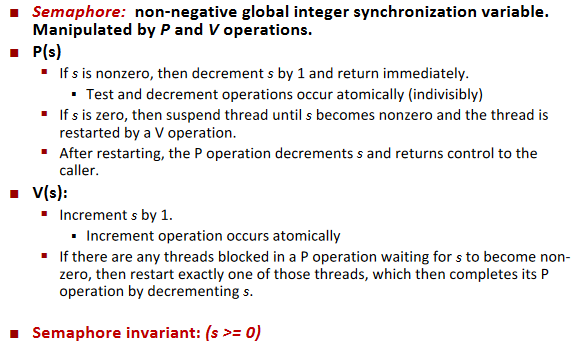 Semaphore: non-negative global integer synchronization variable.
Manipulated by P and V operations.
P(s)
If s is nonzero, then decrement s by 1 and return immediately.
Test and decrement operations occur atomically (indivisibly)
If s is zero, then suspend thread until s becomes nonzero and the thread is
restarted by a V operation.
After restarting, the P operation decrements s and returns control to the
caller.
V(s):
Increment s by 1.
Increment operation occurs atomically
If there are any threads blocked in a P operation waiting for s to become non-
zero, then restart exactly one of those threads, which then completes its P
operation by decrementing s.
Semaphore invariant: (s >= 0)